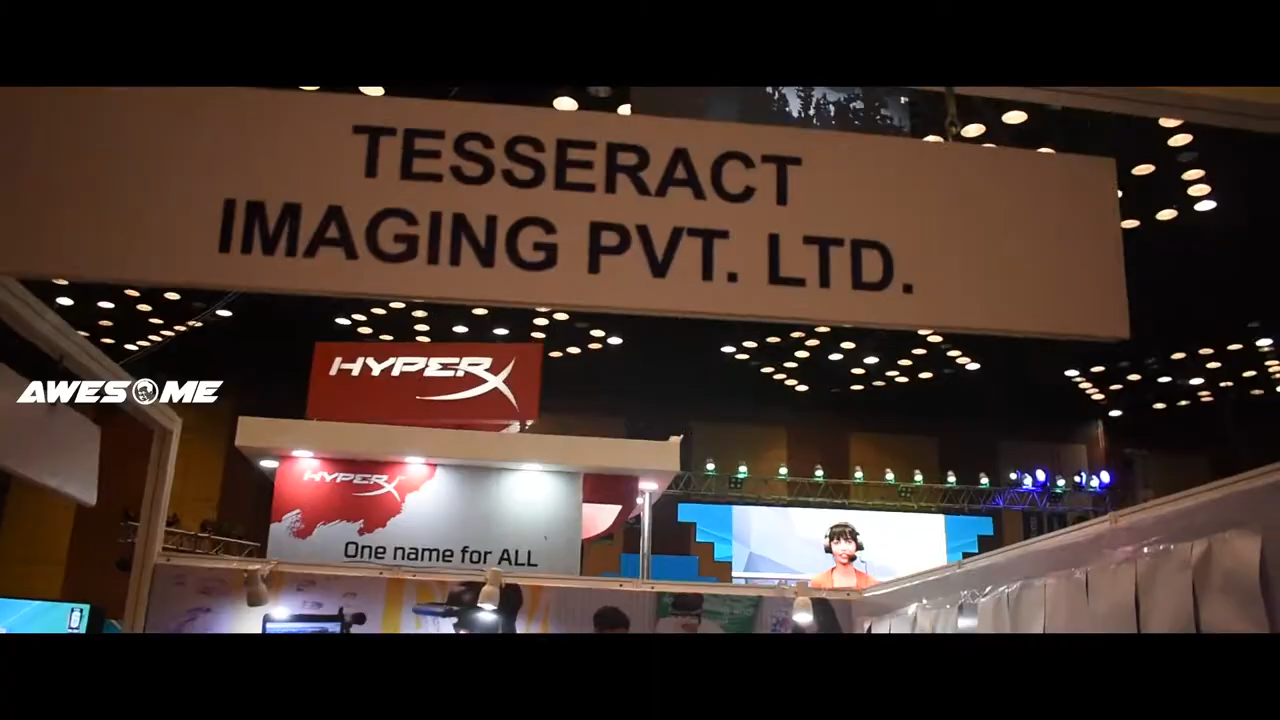 TESSERACT
IMAGING PVT. LTD.
HYPERX
AWESOME
HYPERX
One name for ALL